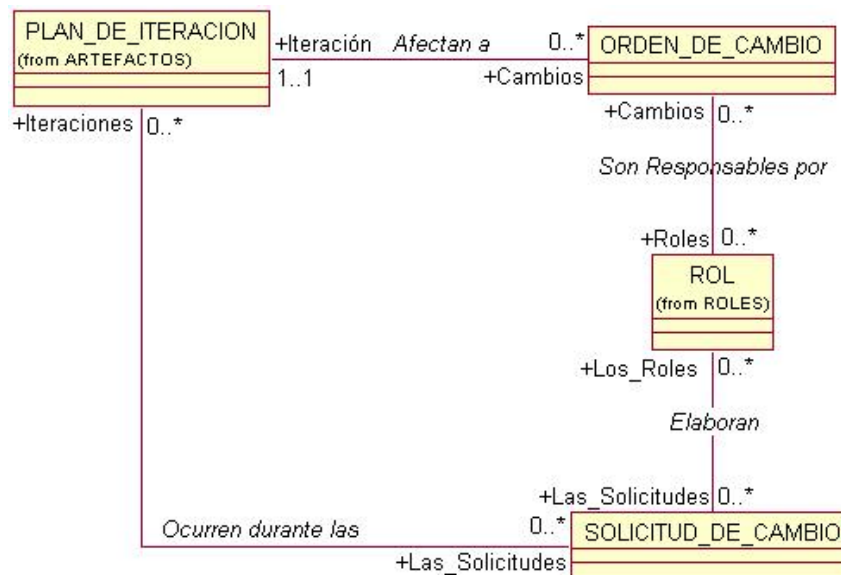 PLAN_DE_ITERACION
(from ARTEFACTOS)
+Iteración Afectan a 0..*
1..1 +Cambios
ORDEN_DE_CAMBIO
+Iteraciones 0..*
+Cambios 0..*
Son Responsables por
+Roles 0..*
ROL
(from ROLES)
+Los_Roles 0..*
Elaboran
+Las_Solicitudes 0..*
Ocurren durante las 0..*
+Las_Solicitudes
SOLICITUD_DE_CAMBIO